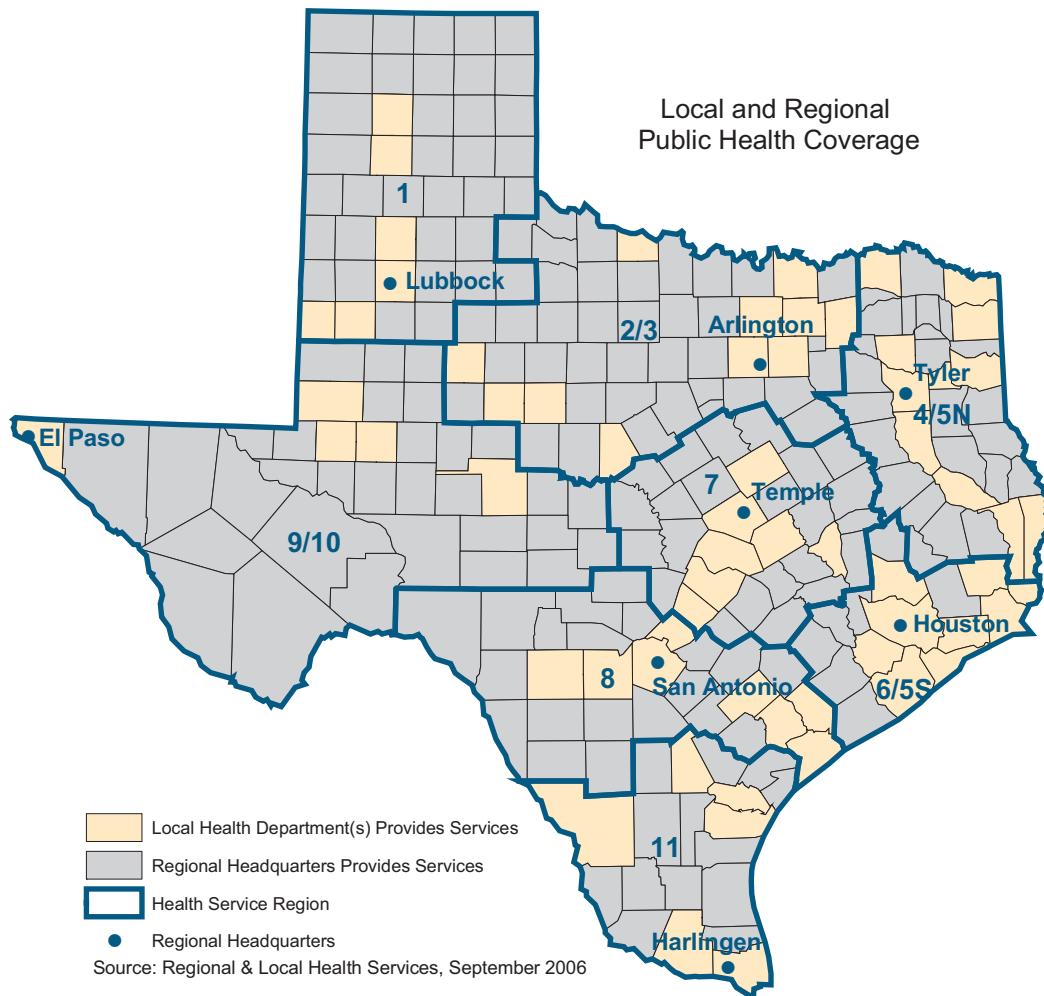 Local and Regional
Public Health Coverage
1
Lubbock
2/3
Arlington
Tyler
4/5N
El Paso
7
Temple
9/10
Houston
8
San Antonio
6/5S
11
Harlingen
Local Health Department(s) Provides Services
Regional Headquarters Provides Services
Health Service Region
Regional Headquarters
Source: Regional & Local Health Services, September 2006